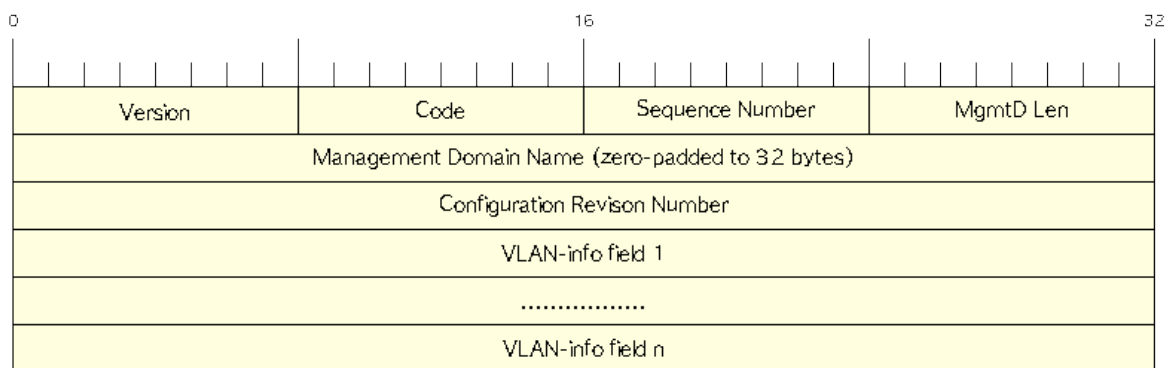 0 16 32
Version Code Sequence Number MgmtD Len
Management Domain Name (zero-padded to 32 bytes)
Configuration Revison Number
VLAN-info field 1
.................
VLAN-info field n